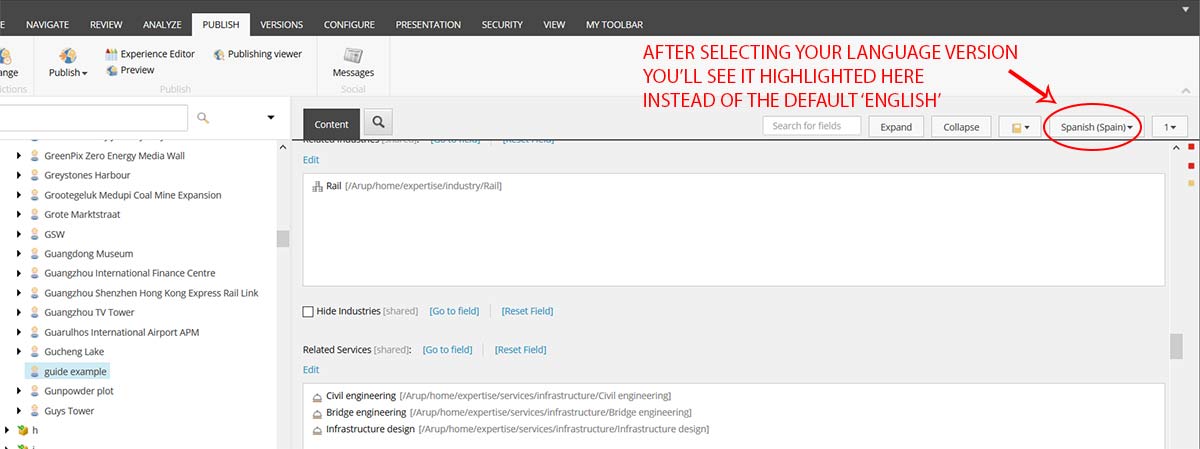 E NAVIGATE REVIEW ANALYZE PUBLISH VERSIONS CONFIGURE PRESENTATION SECURITY VIEW MY TOOLBAR
ange
ictions
Publish
Experience Editor
Preview
Publishing viewer
Publish
Messages
Social
AFTER SELECTING YOUR LANGUAGE VERSION
YOU'LL SEE IT HIGHLIGHTED HERE
INSTEAD OF THE DEFAULT ‘ENGLISH’
Content
Search for fields Expand Collapse Spanish (Spain) 1
GreenPix Zero Energy Media Wall
Greystones Harbour
Grootegeluk Medupi Coal Mine Expansion
Grote Marktstraat
GSW
Guangdong Museum
Guangzhou International Finance Centre
Guangzhou Shenzhen Hong Kong Express Rail Link
Guangzhou TV Tower
Guarulhos International Airport APM
Gucheng Lake
guide example
Gunpowder plot
Guys Tower
h
Related Industries [shared]: [Go to field] [Reset Field]
Edit
Rail [/Arup/home/expertise/industry/Rail]
Hide Industries [shared] [Go to field] [Reset Field]
Related Services [shared]: [Go to field] [Reset Field]
Edit
Civil engineering [/Arup/home/expertise/services/infrastructure/Civil engineering]
Bridge engineering [/Arup/home/expertise/services/infrastructure/Bridge engineering]
Infrastructure design [/Arup/home/expertise/services/infrastructure/Infrastructure design]